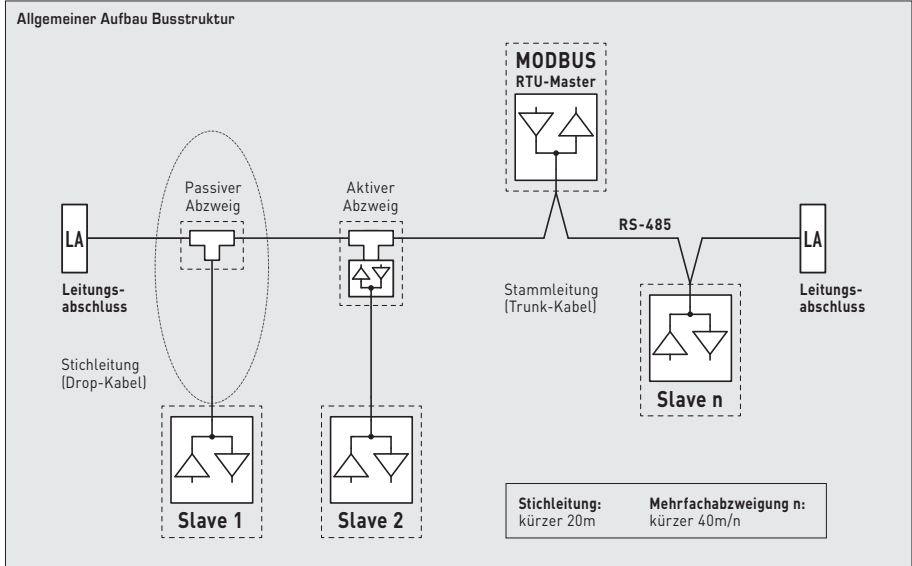 Allgemeiner Aufbau Busstruktur
MODBUS
RTU-Master
Passiver
Abzweig
Aktiver
Abzweig
LA
RS-485
LA
Leitungs-
abschluss
Stammleitung
(Trunk-Kabel)
Leitungs-
abschluss
Stichleitung
(Drop-Kabel)
Slave n
Slave 1
Slave 2
Stichleitung:
kürzer 20m
Mehrfachabzweigung n:
kürzer 40m/n